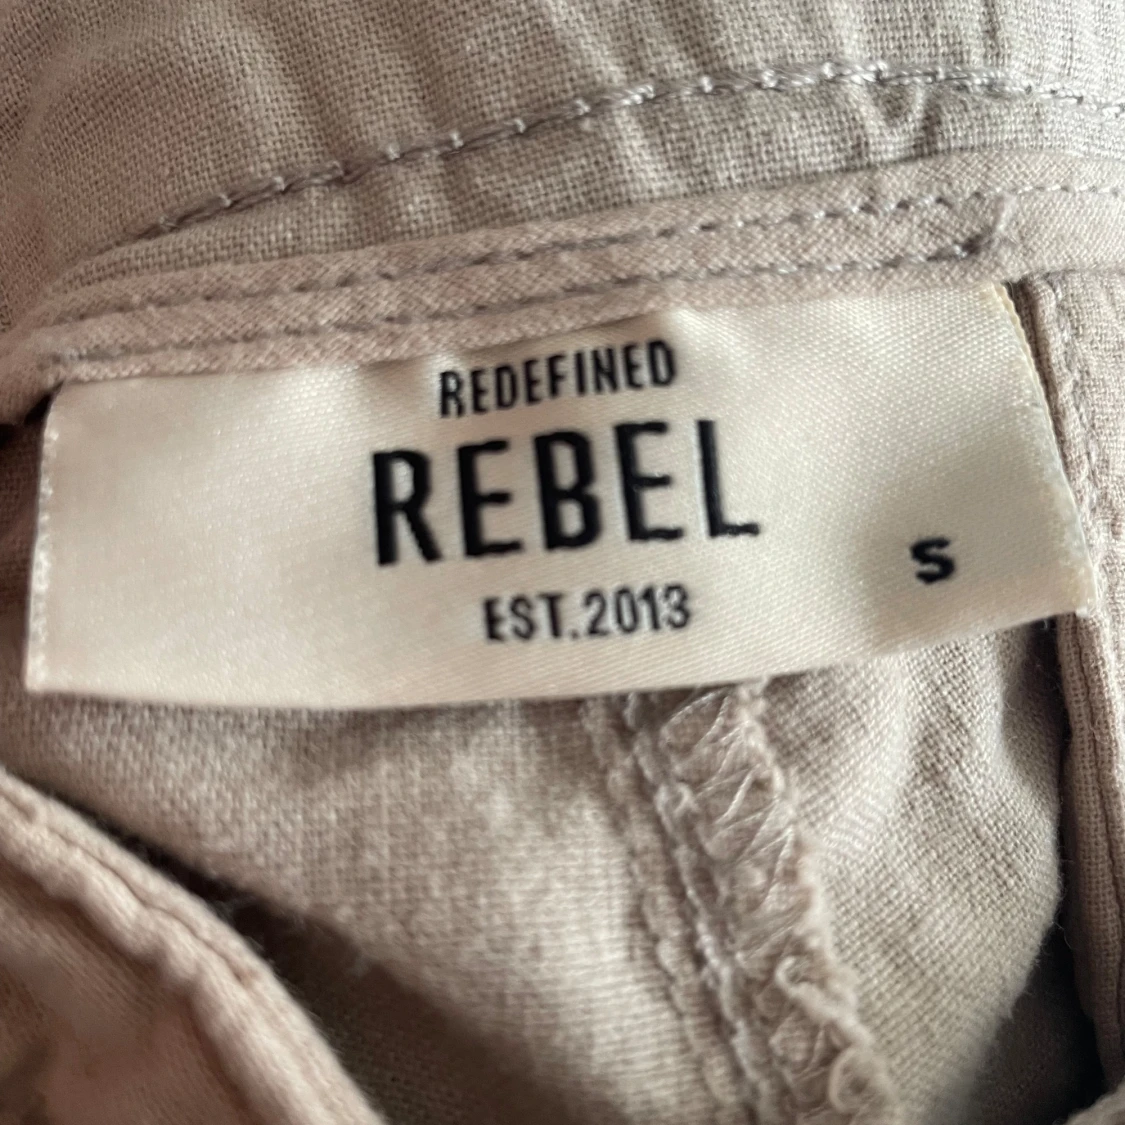 REDEFINED
REBEL
EST.2013
S